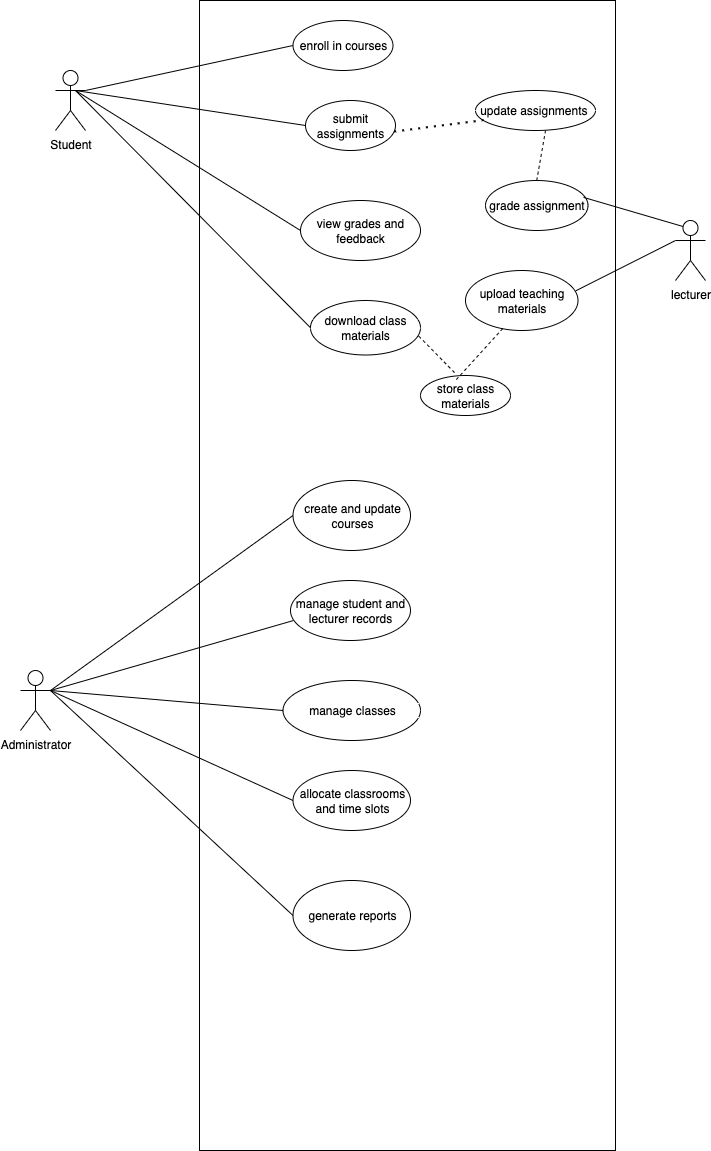 enroll in courses
submit
assignments
update assignments
Student
view grades and
feedback
grade assignment
lecturer
upload teaching
materials
download class
materials
store class
materials
create and update
courses
manage student and
lecturer records
manage classes
Administrator
allocate classrooms
and time slots
generate reports